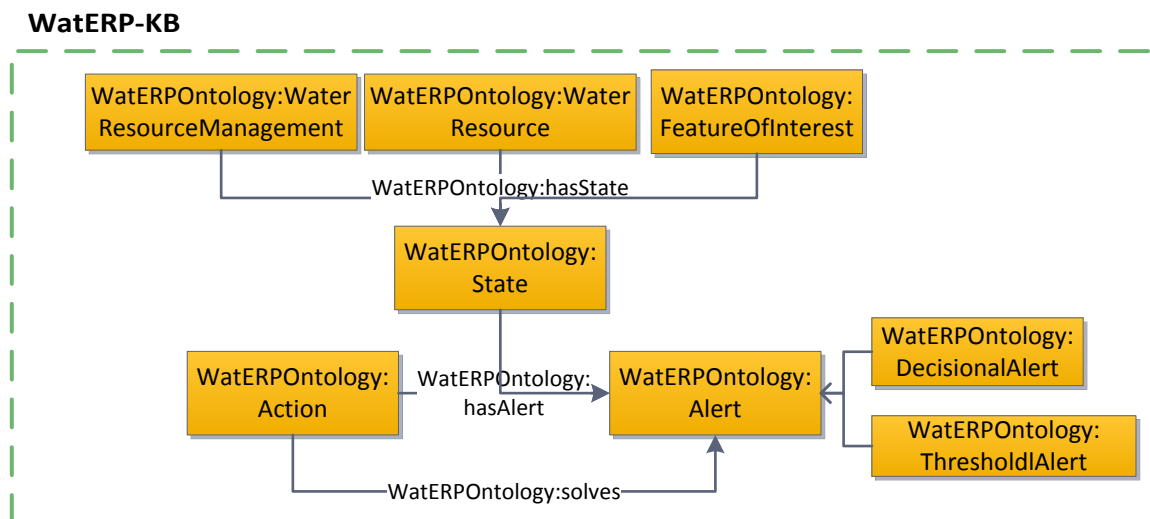 WatERP-KB
WatERPOntology:Water
ResourceManagement
WatERPOntology:Water
Resource
WatERPOntology:
FeatureOfInterest
WatERPOntology:hasState
WatERPOntology:
State
WatERPOntology:
Action
WatERPOntology:
hasAlert
WatERPOntology:
Alert
WatERPOntology:
DecisionalAlert
WatERPOntology:
ThresholdlAlert
WatERPOntology:solves